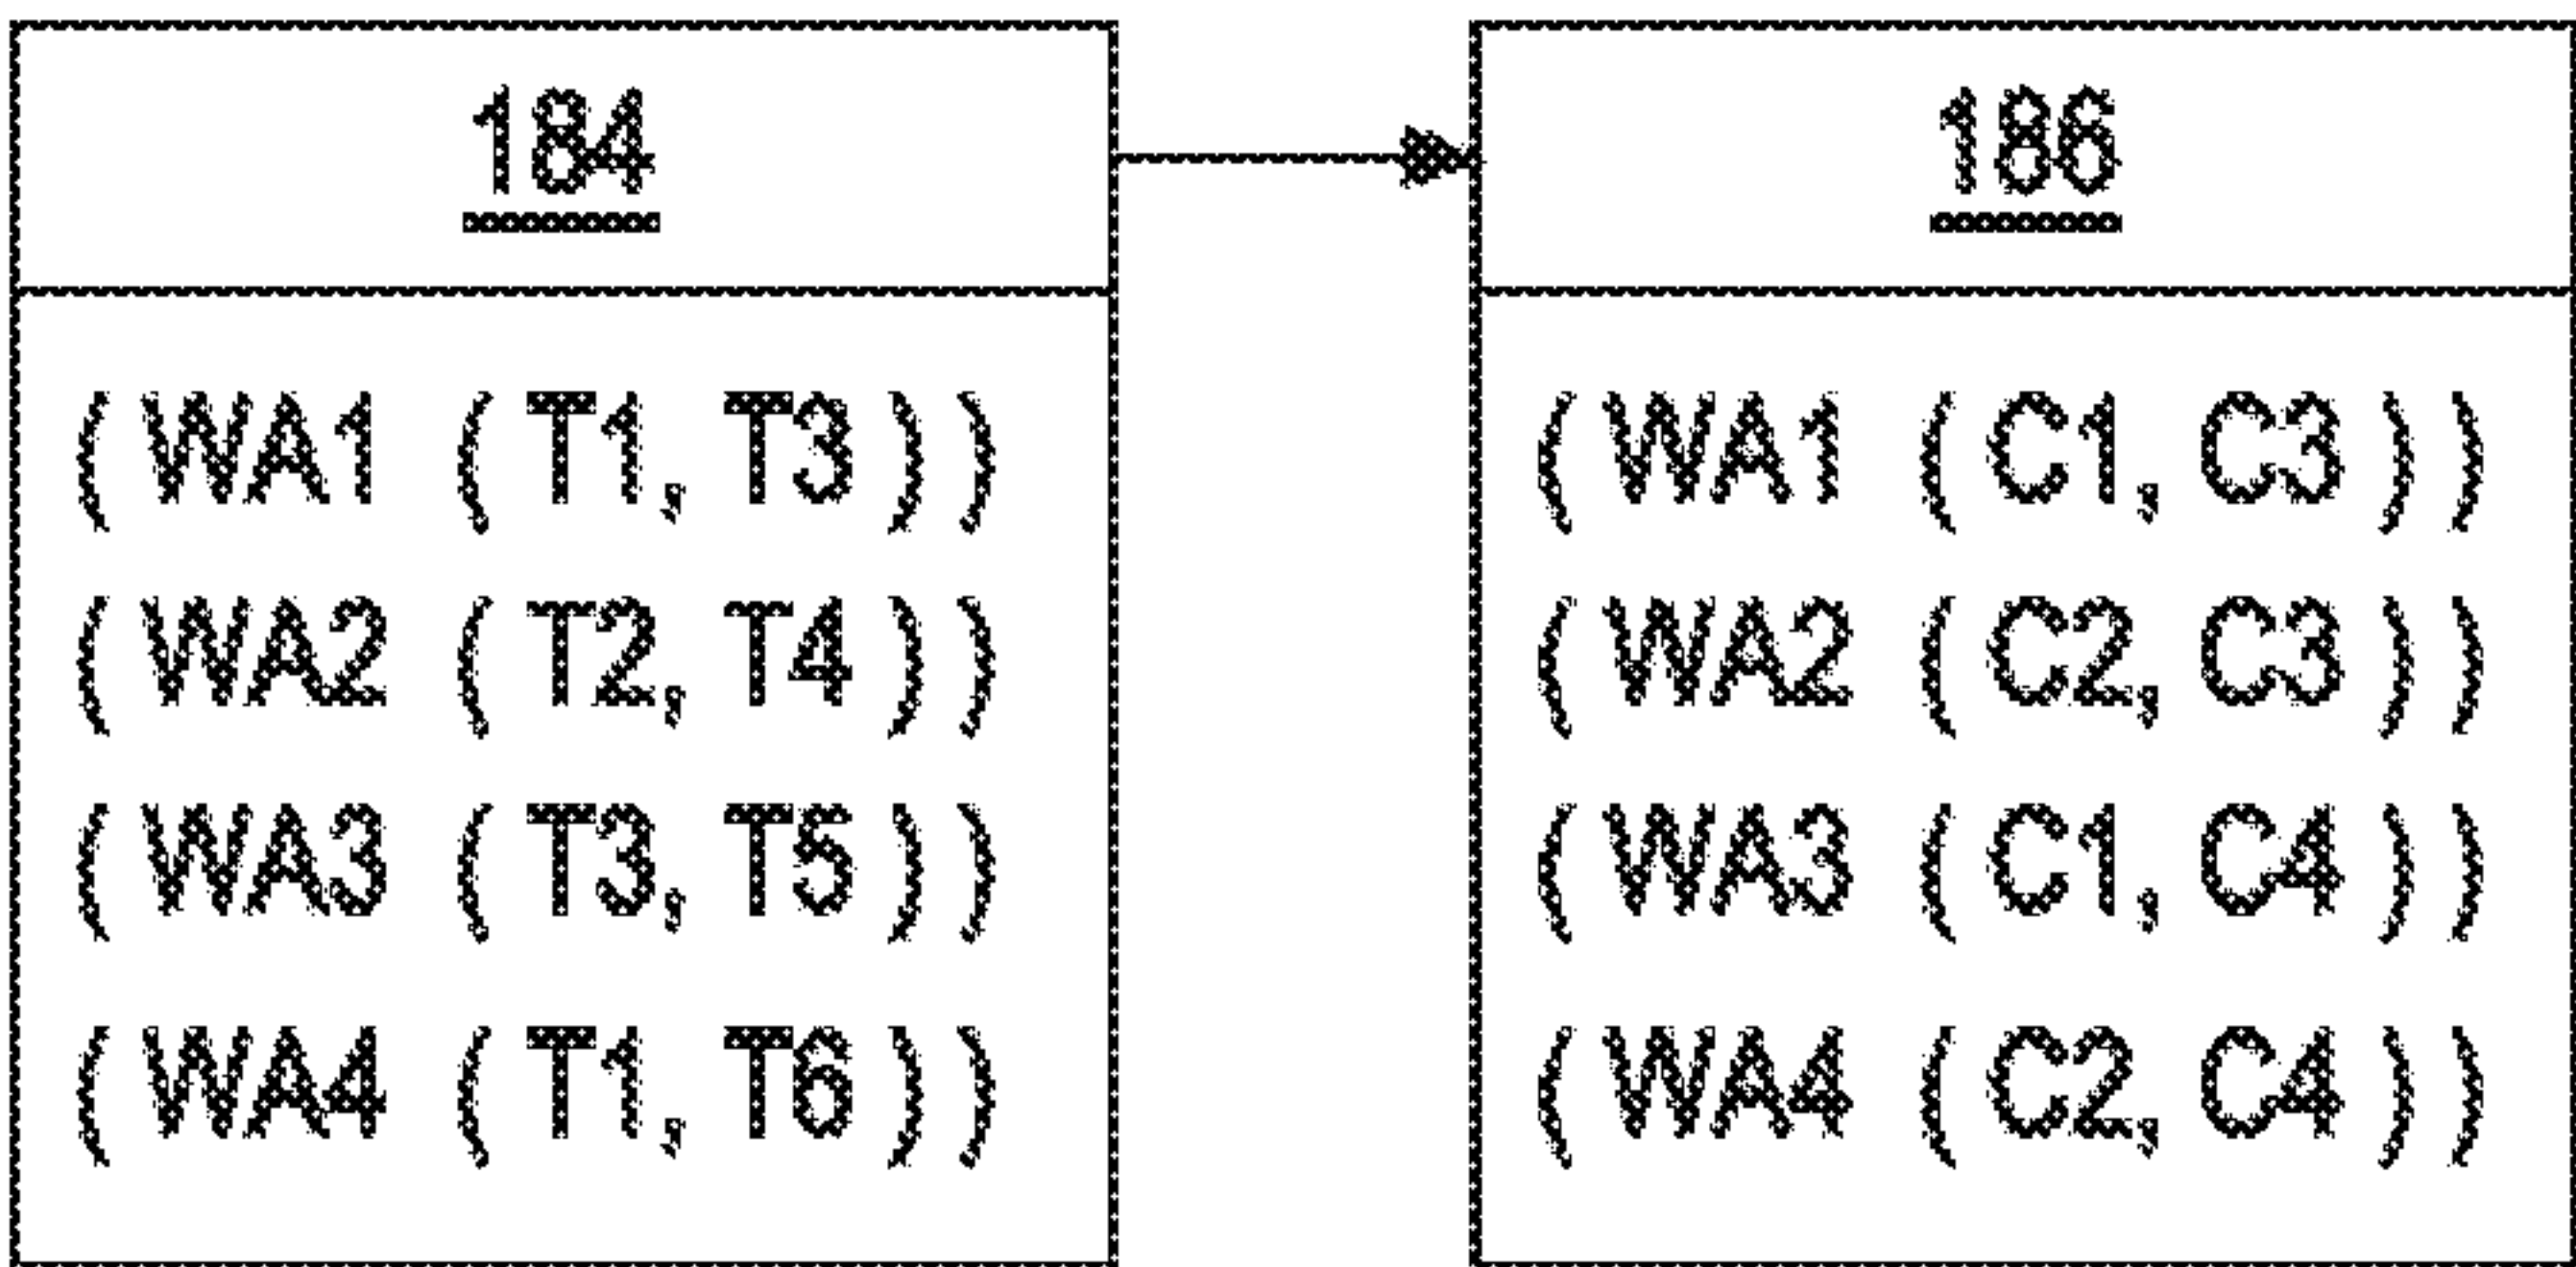 184
( WA1 ( T1, T3 ) )
( WA2 ( T2, T4 ) )
( WA3 ( T3, T5 ) )
( WA4 ( T1, T6 ) )
186
( WA1 ( C1, C3 ) )
( WA2 ( C2, C3 ) )
( WA3 ( C1, C4 ) )
( WA4 ( C2, C4 ) )